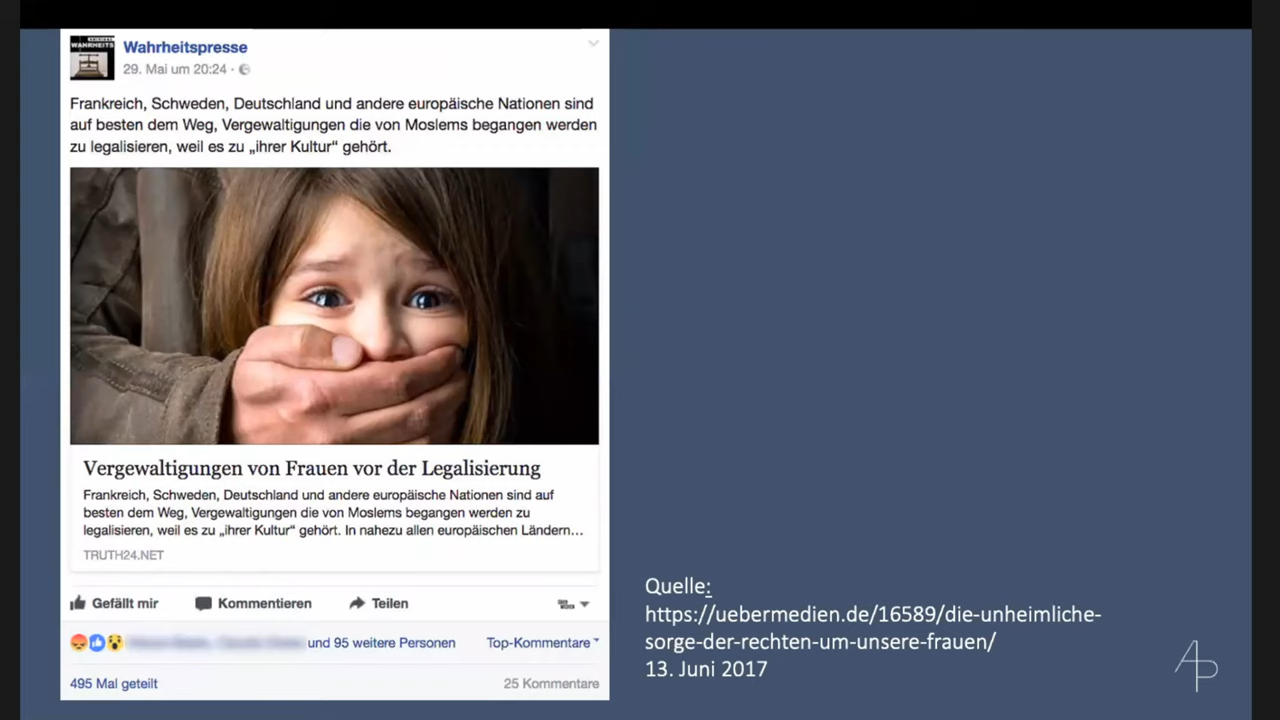 WAHRHEITS
Wahrheitspresse
29. Mai um 20:24 ·
Frankreich, Schweden, Deutschland und andere europäische Nationen sind
auf besten dem Weg, Vergewaltigungen die von Moslems begangen werden
zu legalisieren, weil es zu „ihrer Kultur“ gehört.
Vergewaltigungen von Frauen vor der Legalisierung
Frankreich, Schweden, Deutschland und andere europäische Nationen sind auf
besten dem Weg, Vergewaltigungen die von Moslems begangen werden zu
legalisieren, weil es zu „ihrer Kultur“ gehört. In nahezu allen europäischen Ländern...
TRUTH24.NET
Gefällt mir Kommentieren Teilen
und 95 weitere Personen Top-Kommentare
495 Mal geteilt 25 Kommentare
Quelle:
https://uebermedien.de/16589/die-unheimliche-
sorge-der-rechten-um-unsere-frauen/
13. Juni 2017
AP